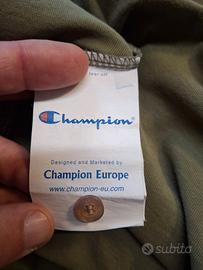 Champion
Designed and Marketed by
Champion Europe
www.champion-eu.com
subito